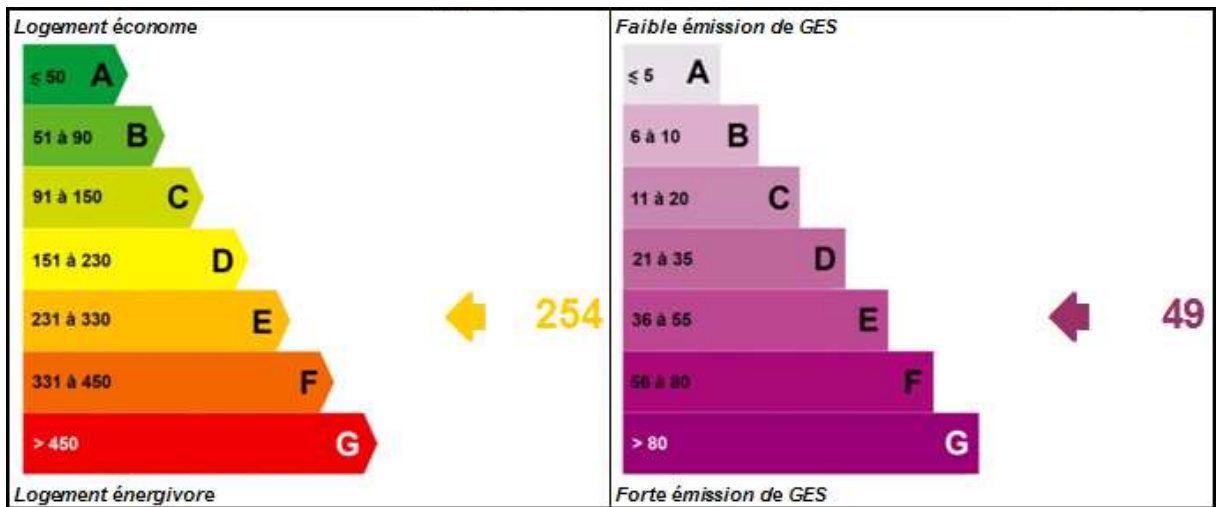 Logement économe
≤ 50 A
51 à 90 B
91 à 150 C
151 à 230 D
231 à 330 E
254
331 à 450 F
> 450 G
Logement énergivore
Faible émission de GES
≤ 5 A
6 à 10 B
11 à 20 C
21 à 35 D
36 à 55 E
49
56 à 80 F
> 80 G
Forte émission de GES